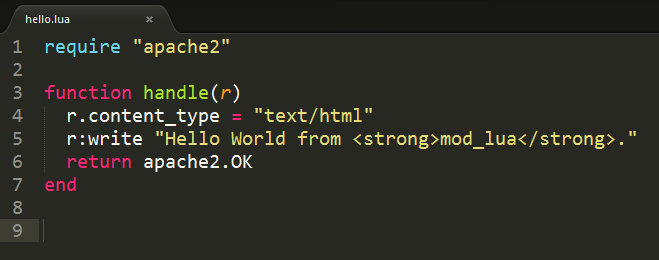 hello.lua ×
1 require "apache2"
2
3 function handle(r)
4 r.content_type = "text/html"
5 r:write "Hello World from <strong>mod_lua</strong>."
6 return apache2.OK
7 end
8
9